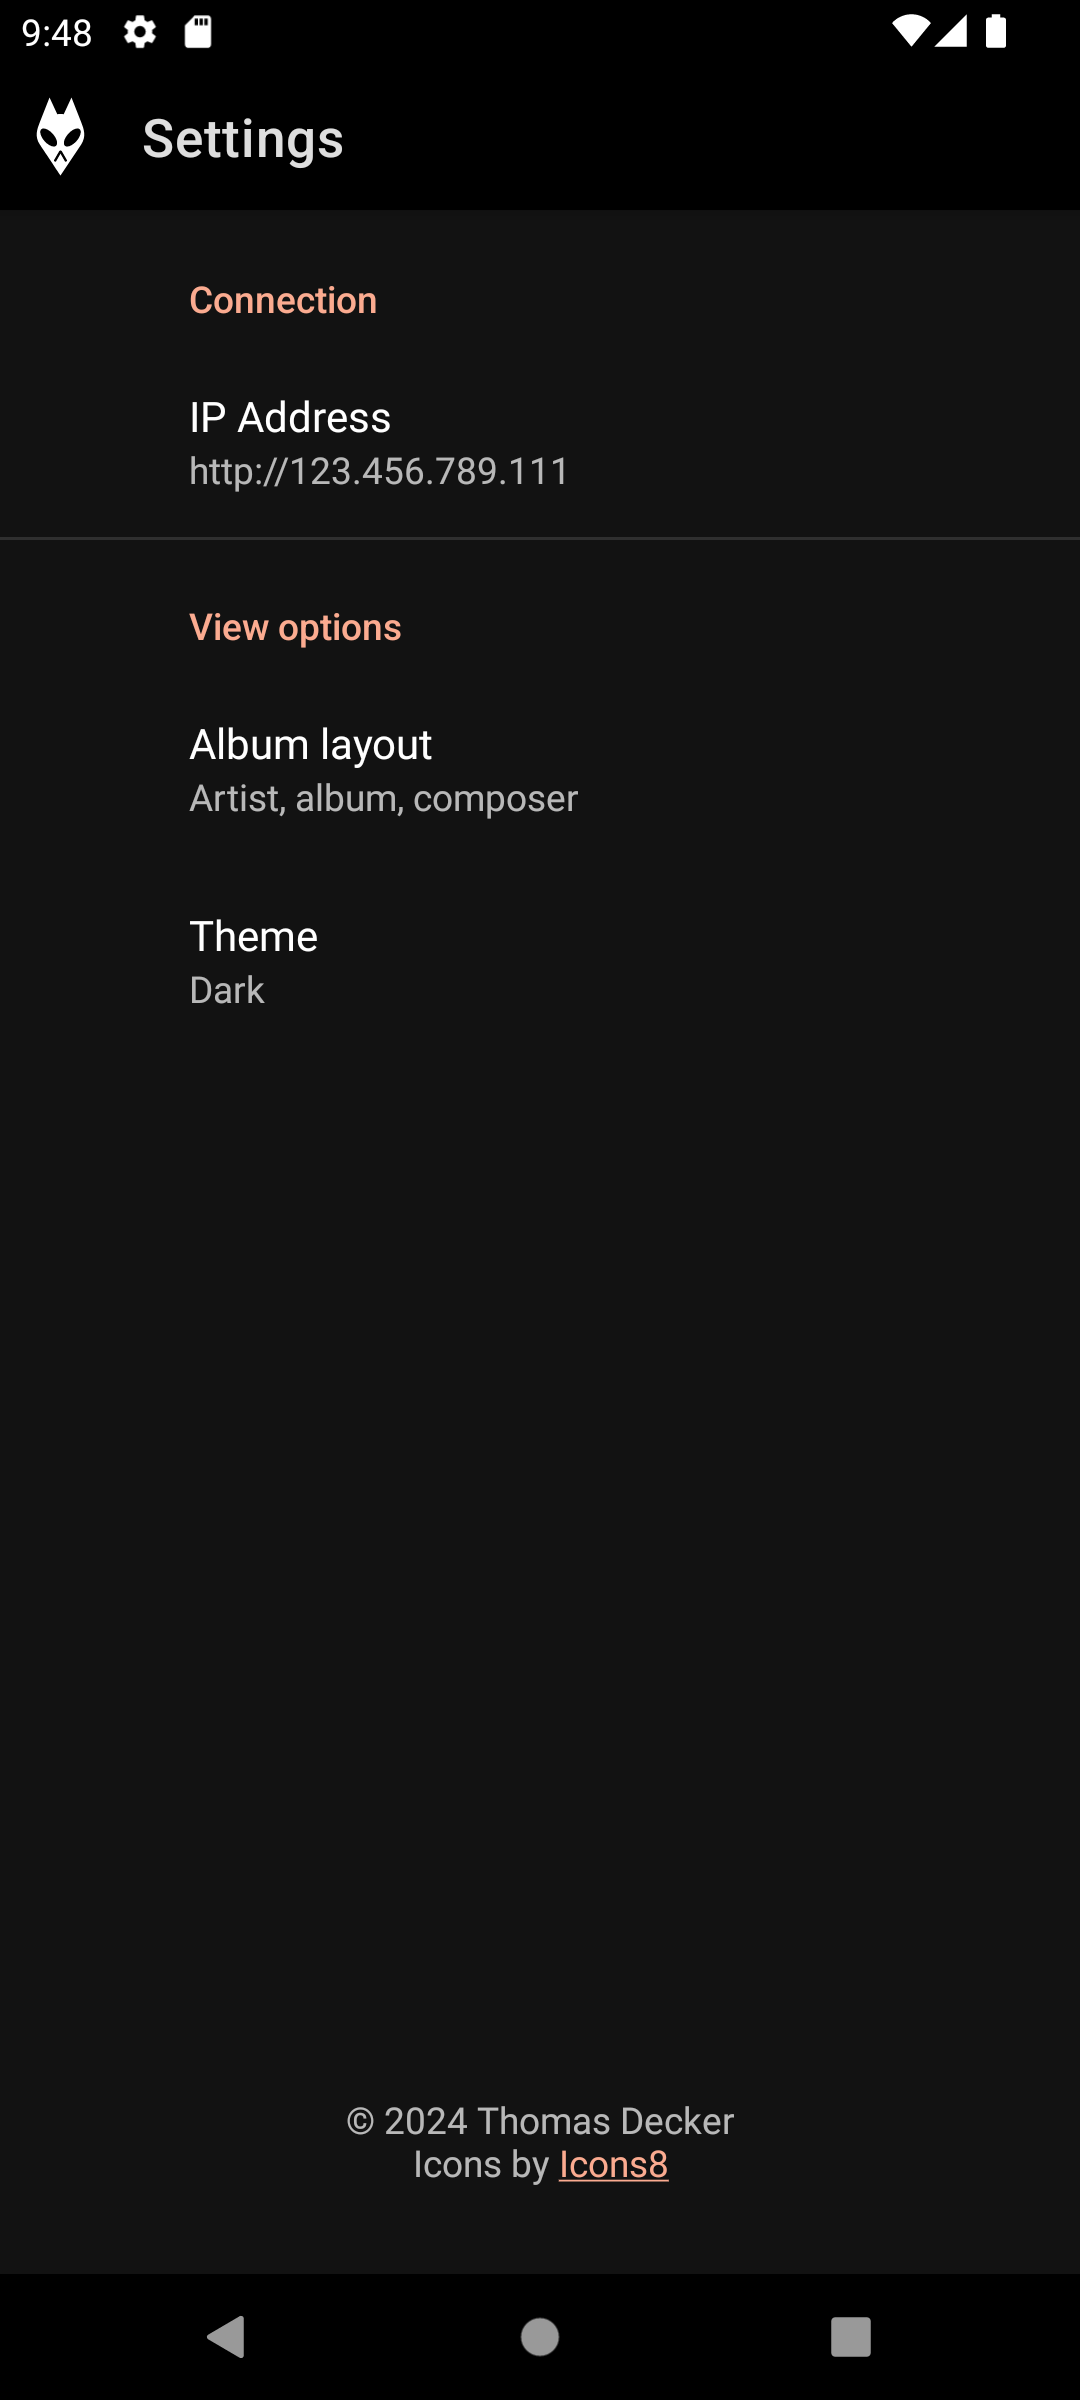 9:48
Settings
Connection
IP Address
http://123.456.789.111
View options
Album layout
Artist, album, composer
Theme
Dark
© 2024 Thomas Decker
Icons by Icons8